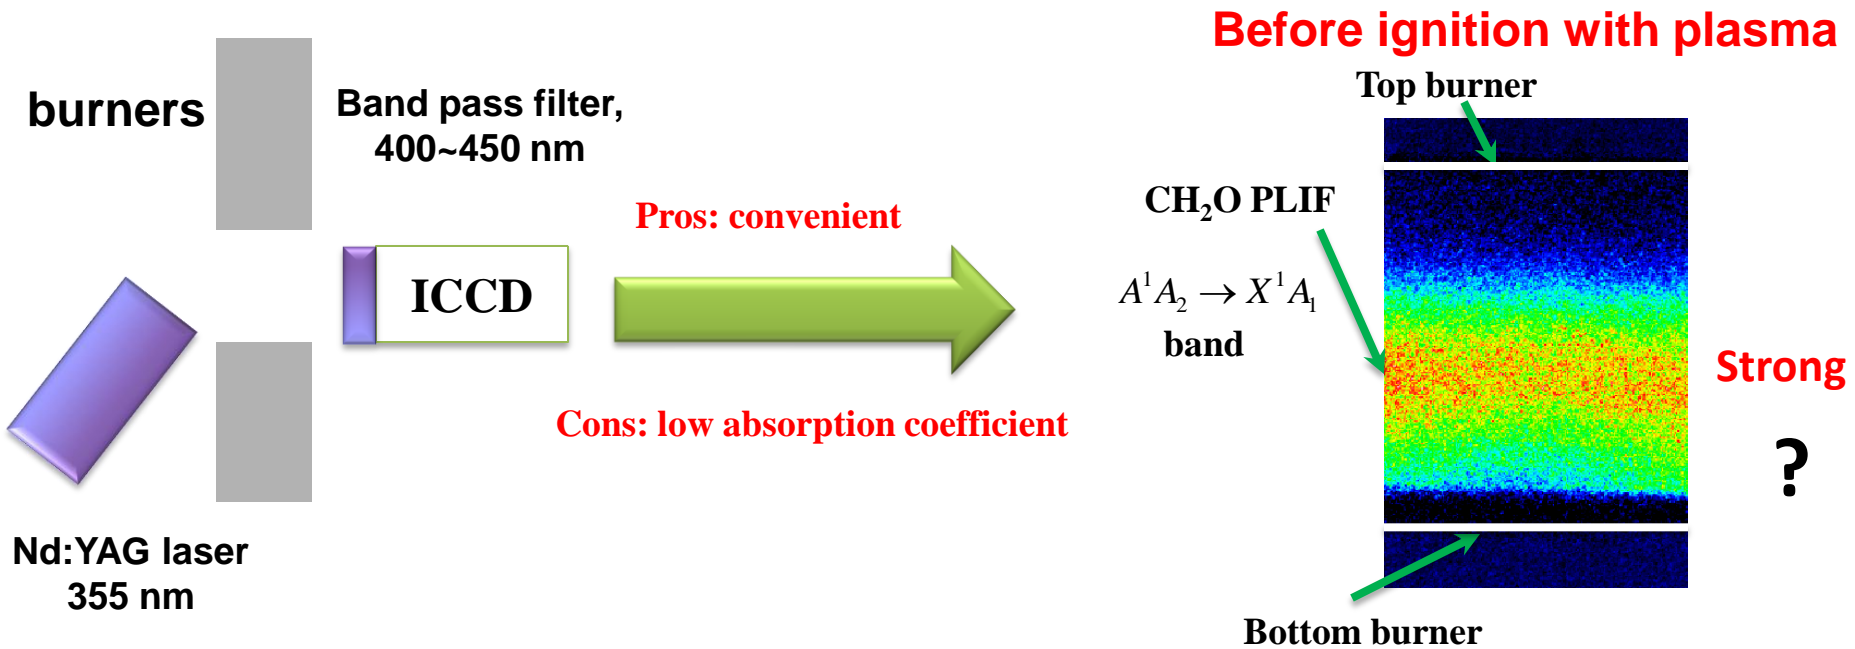 Before ignition with plasma
Top burner
burners
Band pass filter,
400~450 nm
Pros: convenient
CH₂O PLIF
ICCD
A¹A₂ → X¹A₁
band
Strong
?
Cons: low absorption coefficient
Nd:YAG laser
355 nm
Bottom burner